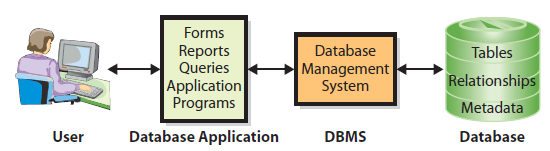 Forms
Reports
Queries
Application
Programs
Database
Management
System
Tables
Relationships
Metadata
User
Database Application
DBMS
Database